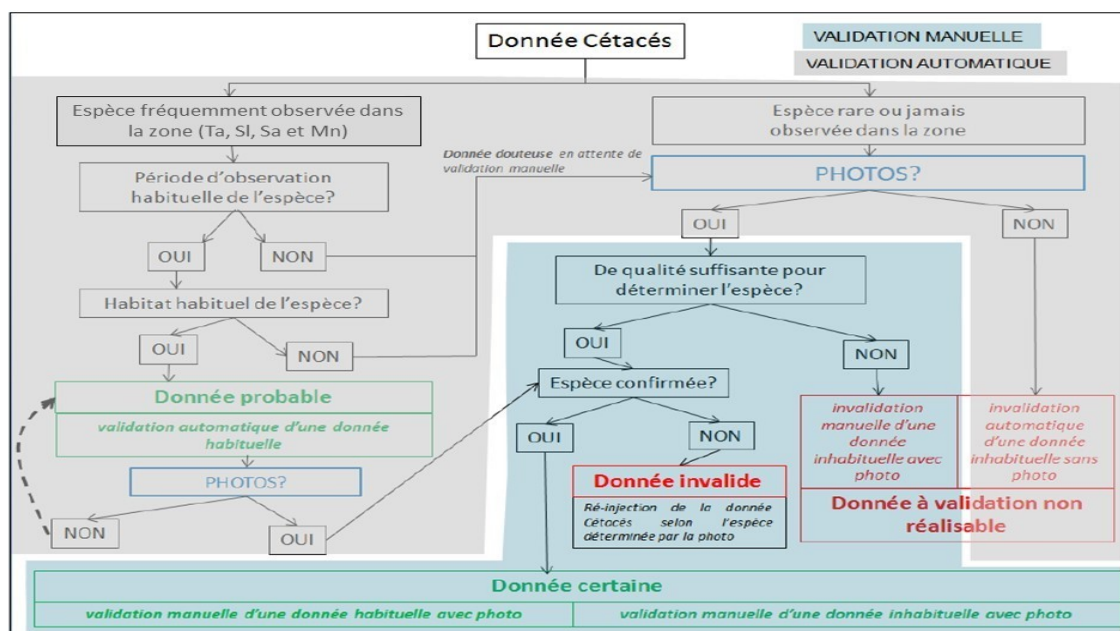 Donnée Cétacés
VALIDATION MANUELLE
VALIDATION AUTOMATIQUE
Espèce fréquemment observée dans
la zone (Ta, Sl, Sa et Mn)
Espèce rare ou jamais
observée dans la zone
Donnée douteuse en attente de
validation manuelle
Période d'observation
habituelle de l'espèce?
PHOTOS?
OUI
NON
OUI
NON
De qualité suffisante pour
déterminer l'espèce?
Habitat habituel de l'espèce?
OUI
NON
OUI
NON
Espèce confirmée?
Donnée probable
validation automatique d'une donnée
habituelle
OUI
NON
invalidation
manuelle d'une
donnée
inhabituelle avec
photo
invalidation
automatique
d'une donnée
inhabituelle sans
photo
PHOTOS?
Donnée invalide
Ré-injection de la donnée
Cétacés selon l'espèce
déterminée par la photo
Donnée à validation non
réalisable
NON
OUI
Donnée certaine
validation manuelle d'une donnée habituelle avec photo
validation manuelle d'une donnée inhabituelle avec photo